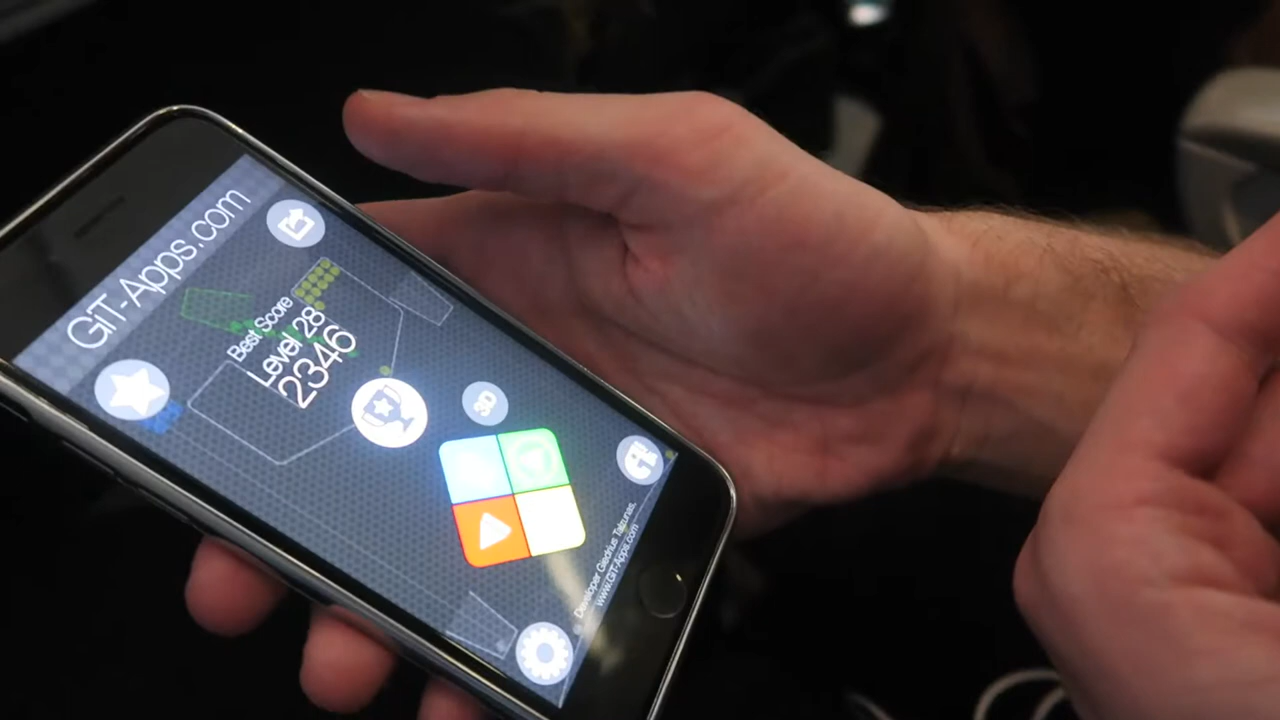 GiT-Apps.com
Best Score
Level 28
2346
3D
Developer Giedrius Talzunas.
www.GiT-Apps.com